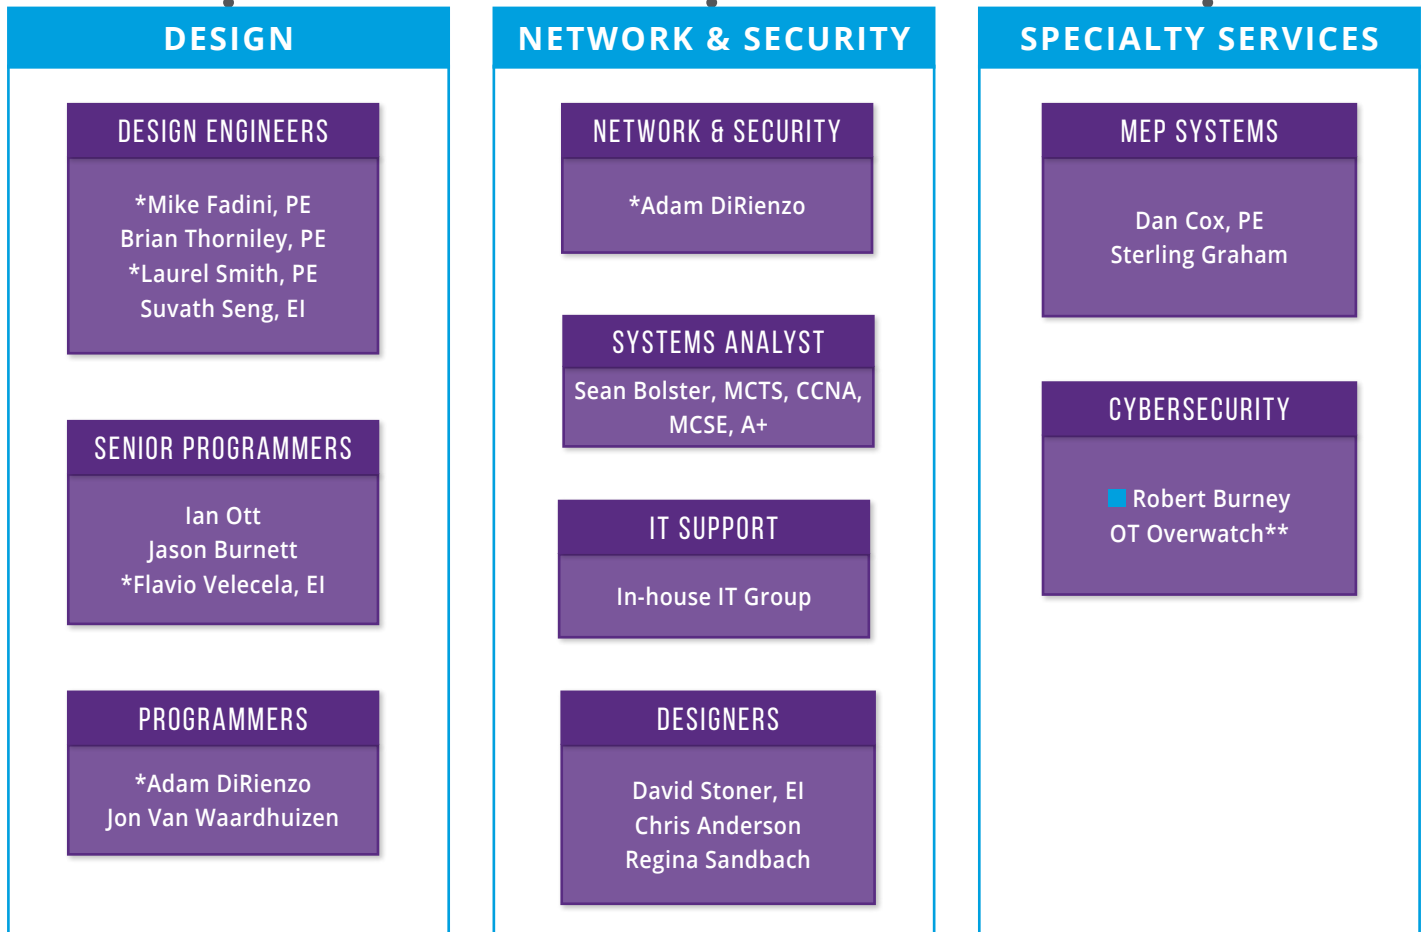 DESIGN
DESIGN ENGINEERS
*Mike Fadini, PE
Brian Thorniley, PE
*Laurel Smith, PE
Suvath Seng, EI
SENIOR PROGRAMMERS
Ian Ott
Jason Burnett
*Flavio Velecela, EI
PROGRAMMERS
*Adam DiRienzo
Jon Van Waardhuizen
NETWORK & SECURITY
NETWORK & SECURITY
*Adam DiRienzo
SYSTEMS ANALYST
Sean Bolster, MCTS, CCNA,
MCSE, A+
IT SUPPORT
In-house IT Group
DESIGNERS
David Stoner, EI
Chris Anderson
Regina Sandbach
SPECIALTY SERVICES
MEP SYSTEMS
Dan Cox, PE
Sterling Graham
CYBERSECURITY
Robert Burney
OT Overwatch**